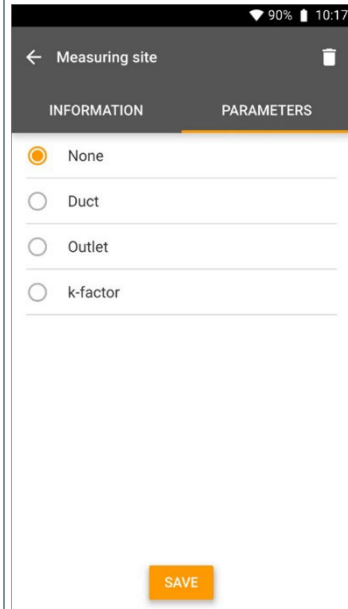 90% 10:17
Measuring site
INFORMATION PARAMETERS
None
Duct
Outlet
k-factor
SAVE